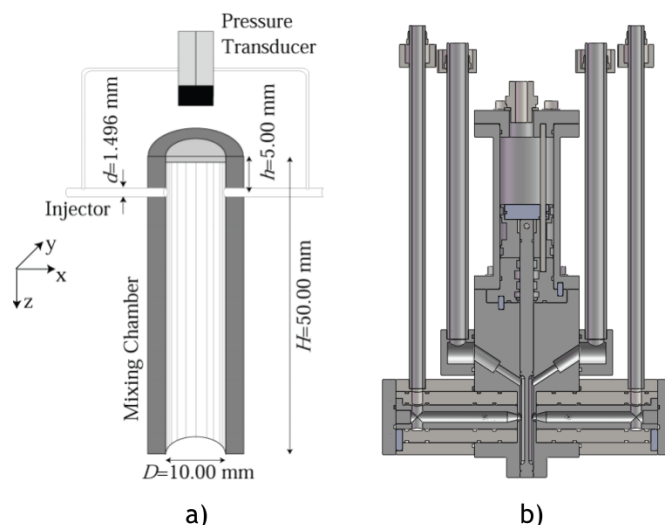 Pressure
Transducer
d=1.496 mm
h=5.00 mm
Injector
y
x
z
Mixing Chamber
H=50.00 mm
D=10.00 mm
a)
b)